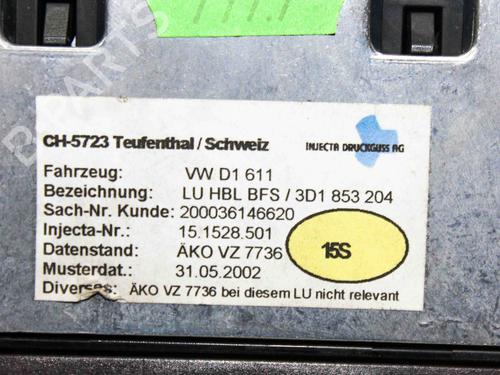 CH-5723 Teufenthal / Schweiz
INJECTA DRUCKGUSS AG
Fahrzeug: VW D1 611
Bezeichnung: LU HBL BFS / 3D1 853 204
Sach-Nr. Kunde: 200036146620
Injecta-Nr.: 15.1528.501
Datenstand: ÄKO VZ 7736
15S
Musterdat.: 31.05.2002
Diverses: ÄKO VZ 7736 bei diesem LU nicht relevant